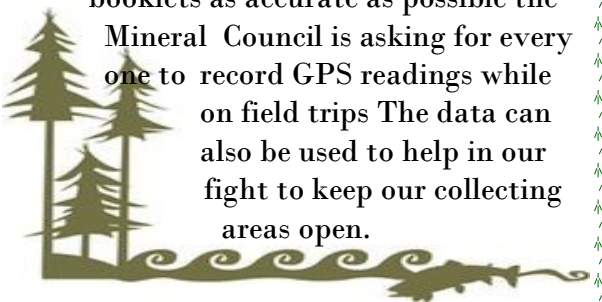 booklets as accurate as possible the
Mineral Council is asking for every
one to record GPS readings while
on field trips The data can
also be used to help in our
fight to keep our collecting
areas open.